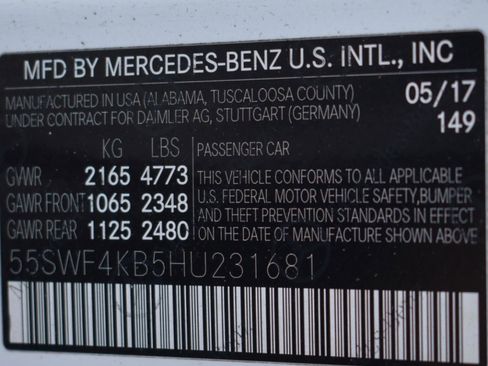 MFD BY MERCEDES-BENZ U.S. INTL., INC
MANUFACTURED IN USA (ALABAMA, TUSCALOOSA COUNTY) 05/17
UNDER CONTRACT FOR DAIMLER AG, STUTTGART (GERMANY) 149
KG LBS PASSENGER CAR
GVWR 2165 4773 THIS VEHICLE CONFORMS TO ALL APPLICABLE
GAWR FRONT 1065 2348 U.S. FEDERAL MOTOR VEHICLE SAFETY, BUMPER
GAWR REAR 1125 2480 AND THEFT PREVENTION STANDARDS IN EFFECT
ON THE DATE OF MANUFACTURE SHOWN ABOVE.
55SWF4KB5HU231681